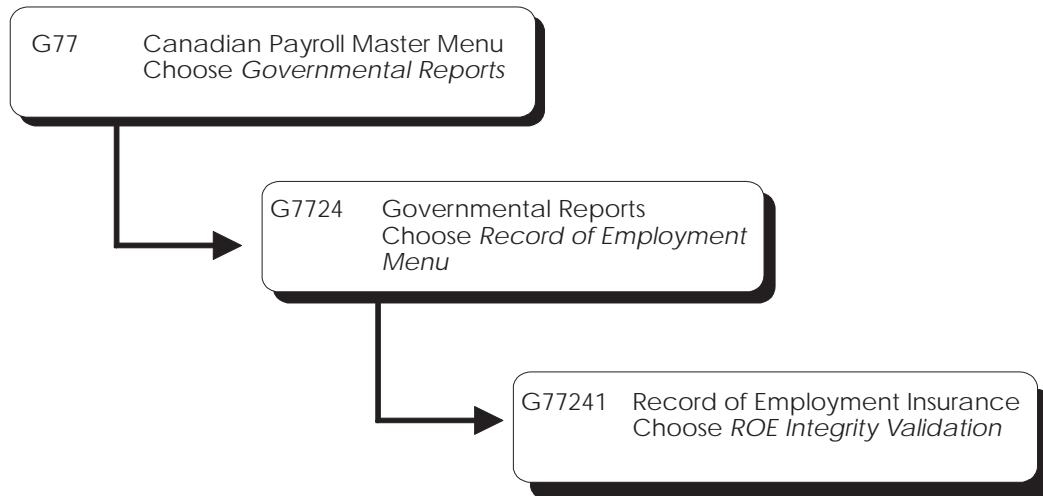 G77 Canadian Payroll Master Menu
Choose Governmental Reports
G7724 Governmental Reports
Choose Record of Employment
Menu
G77241 Record of Employment Insurance
Choose ROE Integrity Validation